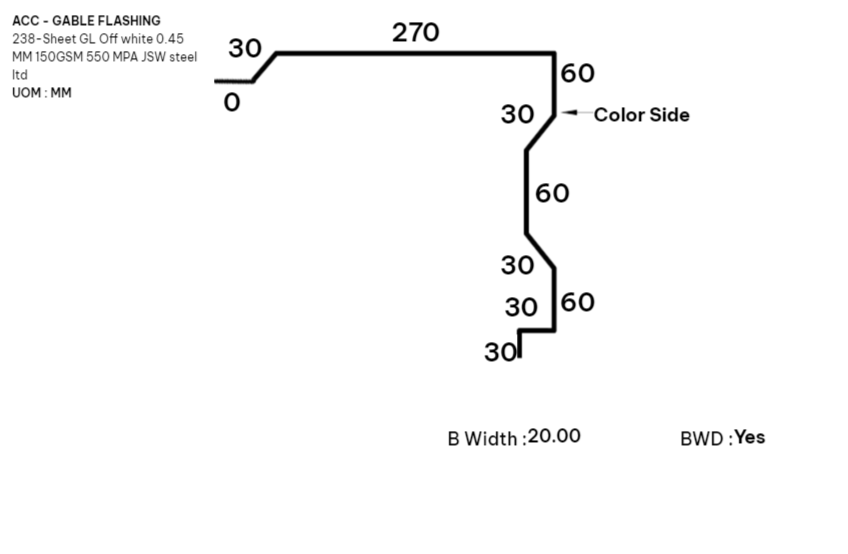 ACC - GABLE FLASHING
238-Sheet GL Off white 0.45
MM 150GSM 550 MPA JSW steel
ltd
UOM : MM
270
30
0
60
30
Color Side
60
30
30
60
30
B Width :20.00
BWD :Yes